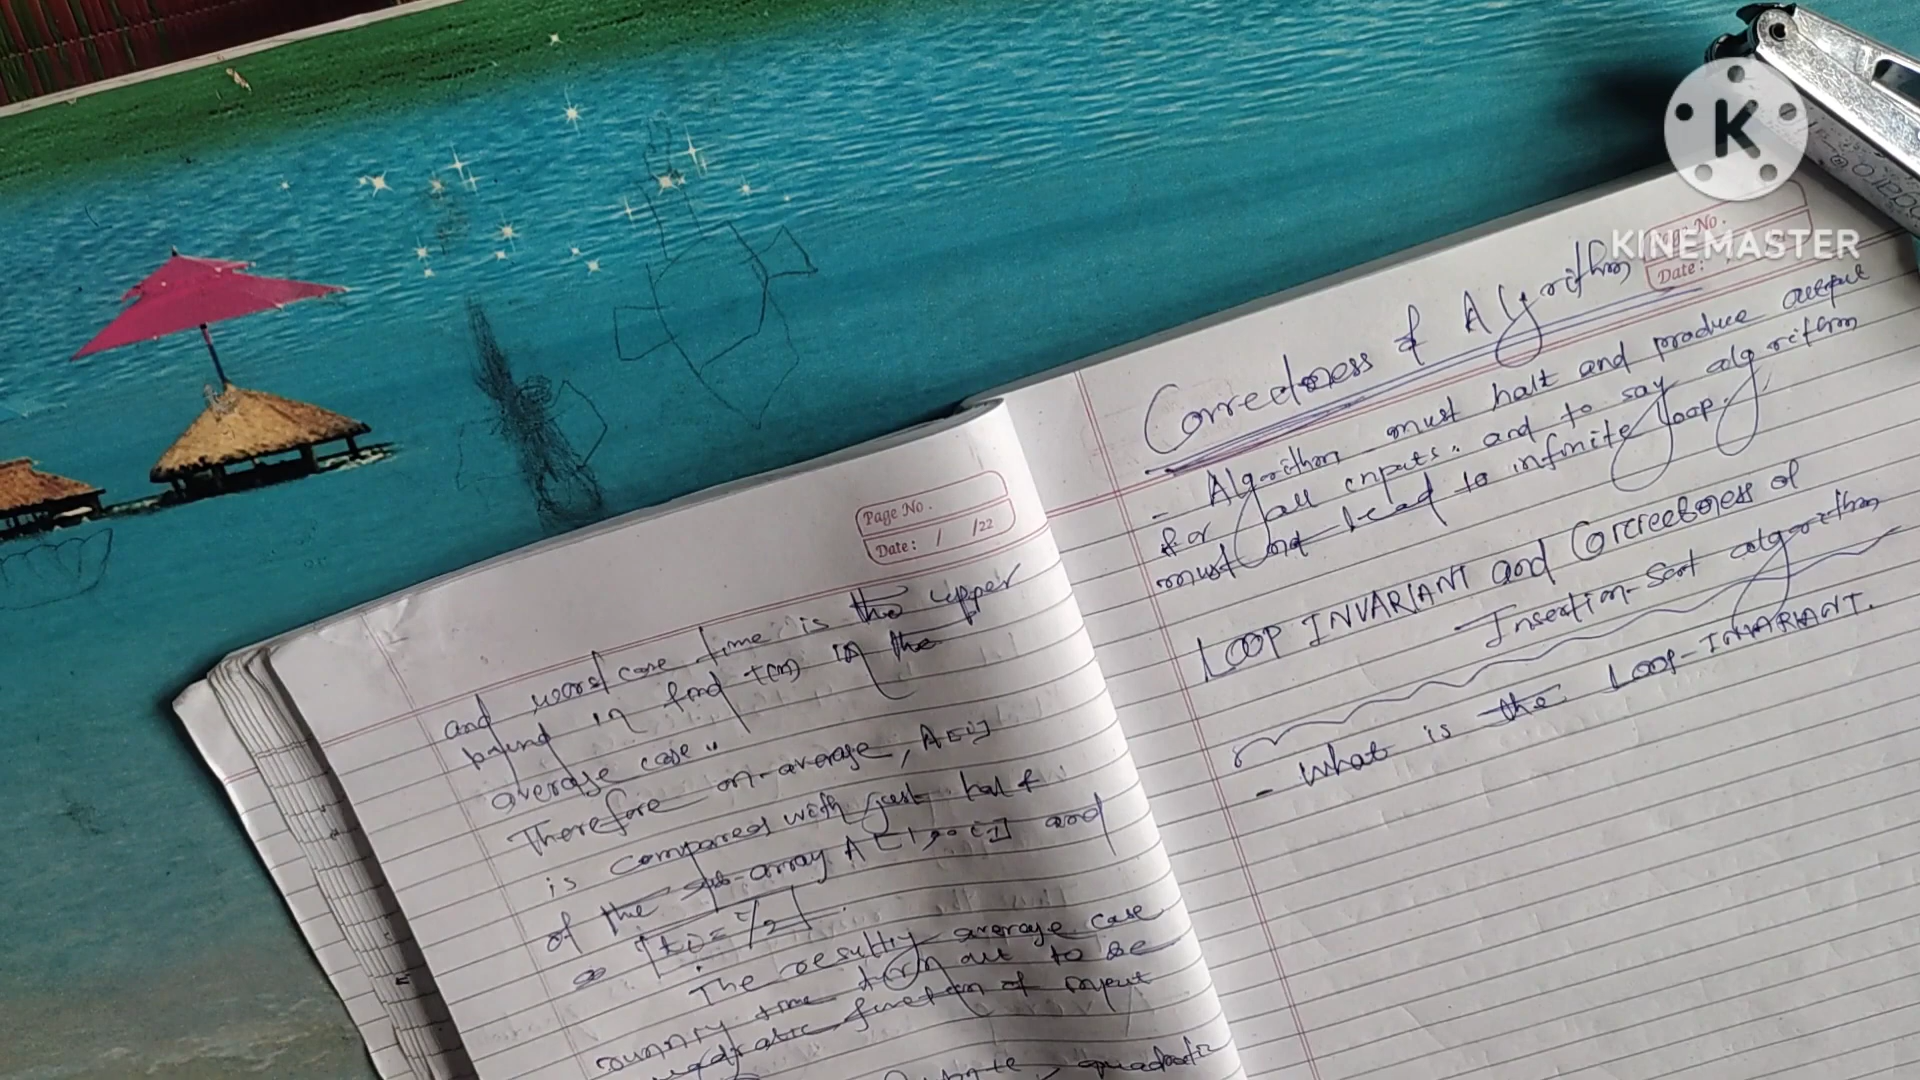 Page No.
Date: / /22
and worst case time is the upper
bound in find T(n) in the
average case."
Therefore on-average, A[i]
is compared with just half
of the sub-array A[1,..i-1] and
ti = i/2
The resulting average case
running time turn out to be
quadratic function of input
quadratic
Page No.
Date:
Correctness of Algorithm
- Algorithm must halt and produce output
for all inputs. and to say algorithm
must not lead to infinite loop.
LOOP INVARIANT and Correctness of
Insertion-Sort algorithm
- What is the Loop-INVARIANT.
K
KINEMASTER